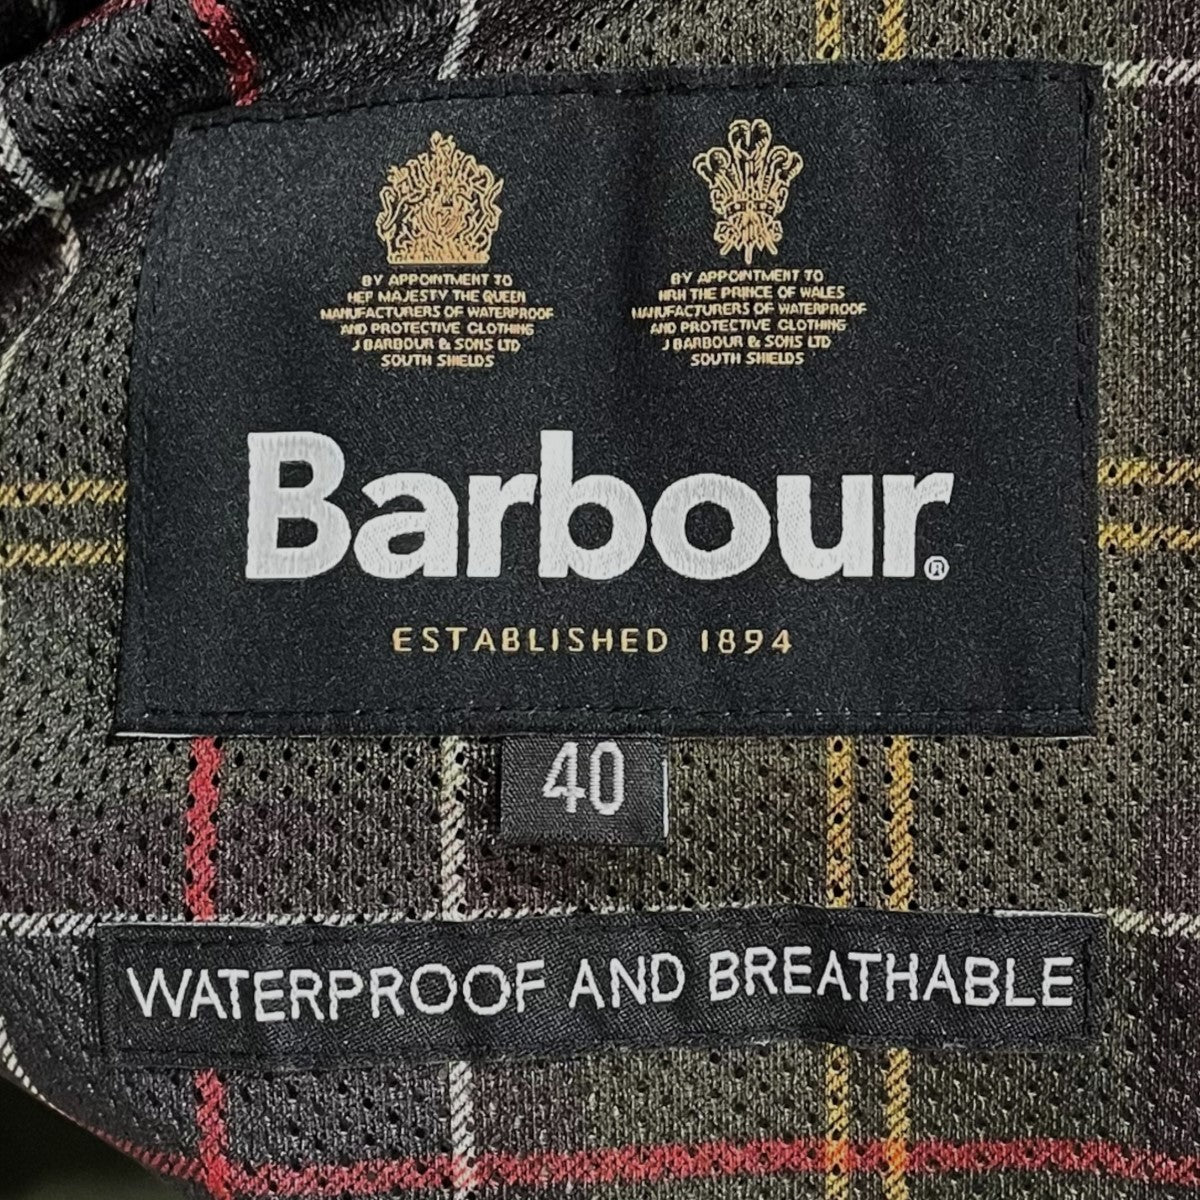 BY APPOINTMENT TO
HER MAJESTY THE QUEEN
MANUFACTURERS OF WATERPROOF
AND PROTECTIVE CLOTHING
J BARBOUR & SONS LTD
SOUTH SHIELDS
BY APPOINTMENT TO
HRH THE PRINCE OF WALES
MANUFACTURERS OF WATERPROOF
AND PROTECTIVE CLOTHING
J BARBOUR & SONS LTD
SOUTH SHIELDS
Barbour®
ESTABLISHED 1894
40
WATERPROOF AND BREATHABLE